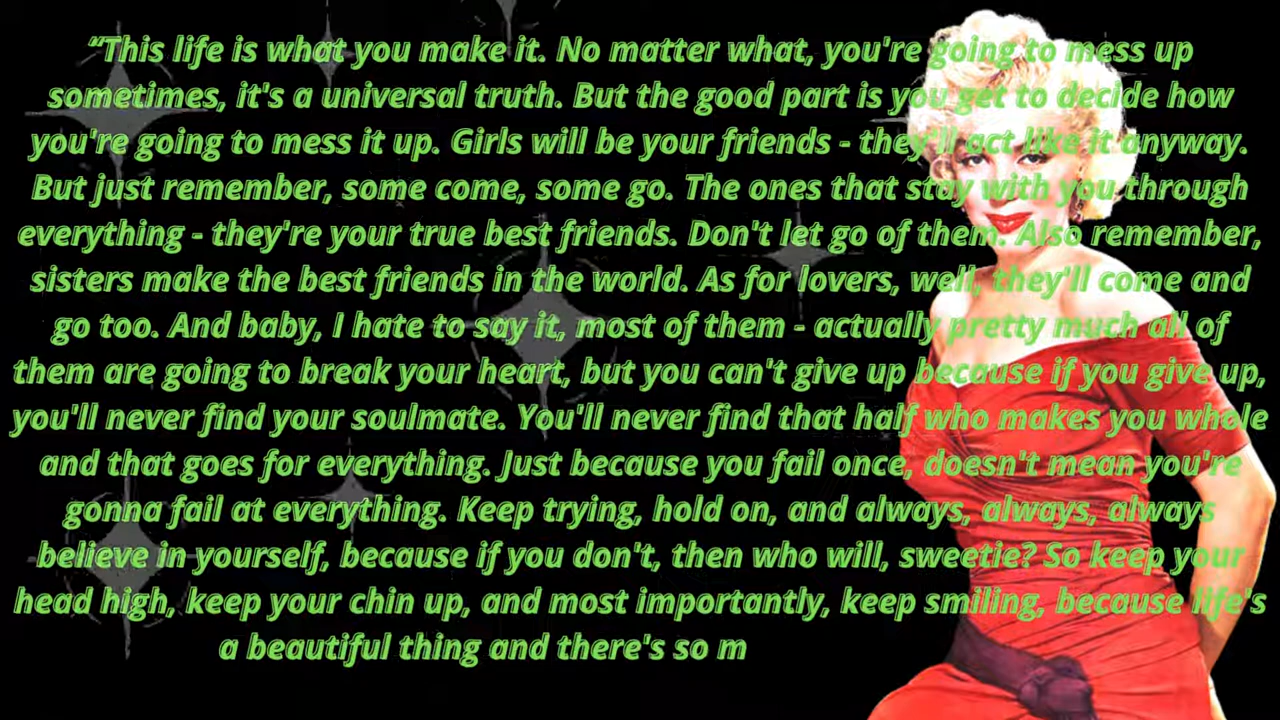 “This life is what you make it. No matter what, you're going to mess up
sometimes, it's a universal truth. But the good part is you get to decide how
you're going to mess it up. Girls will be your friends - they'll act like it anyway.
But just remember, some come, some go. The ones that stay with you through
everything - they're your true best friends. Don't let go of them. Also remember,
sisters make the best friends in the world. As for lovers, well, they'll come and
go too. And baby, I hate to say it, most of them - actually pretty much all of
them are going to break your heart, but you can't give up because if you give up,
you'll never find your soulmate. You'll never find that half who makes you whole
and that goes for everything. Just because you fail once, doesn't mean you're
gonna fail at everything. Keep trying, hold on, and always, always, always
believe in yourself, because if you don't, then who will, sweetie? So keep your
head high, keep your chin up, and most importantly, keep smiling, because life's
a beautiful thing and there's so m